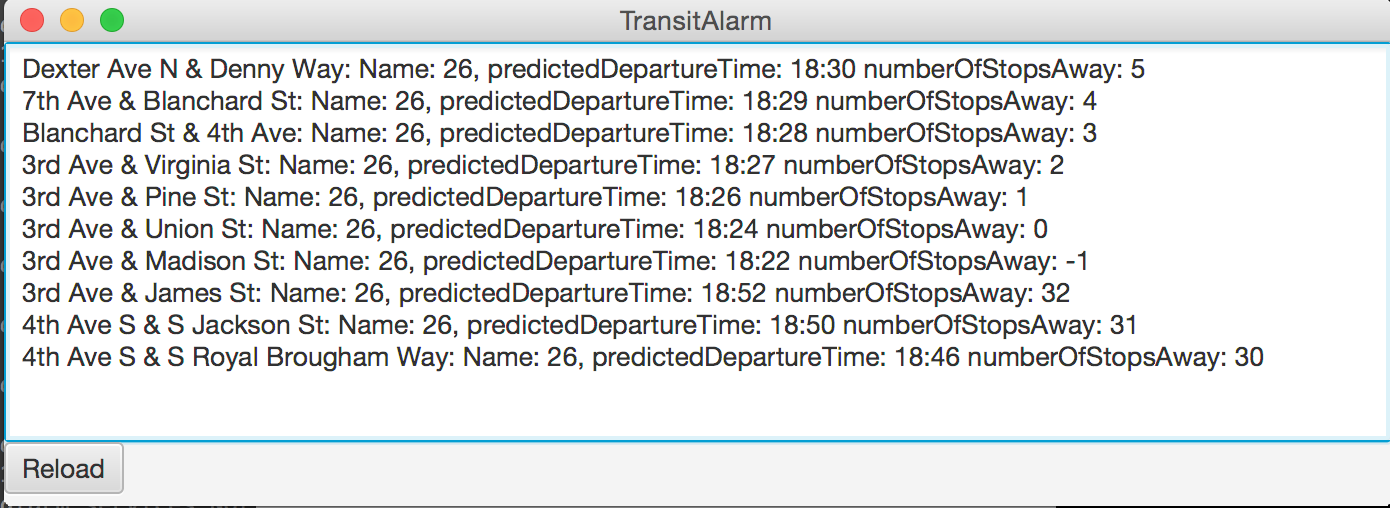 TransitAlarm
Dexter Ave N & Denny Way: Name: 26, predictedDepartureTime: 18:30 numberOfStopsAway: 5
7th Ave & Blanchard St: Name: 26, predictedDepartureTime: 18:29 numberOfStopsAway: 4
Blanchard St & 4th Ave: Name: 26, predictedDepartureTime: 18:28 numberOfStopsAway: 3
3rd Ave & Virginia St: Name: 26, predictedDepartureTime: 18:27 numberOfStopsAway: 2
3rd Ave & Pine St: Name: 26, predictedDepartureTime: 18:26 numberOfStopsAway: 1
3rd Ave & Union St: Name: 26, predictedDepartureTime: 18:24 numberOfStopsAway: 0
3rd Ave & Madison St: Name: 26, predictedDepartureTime: 18:22 numberOfStopsAway: -1
3rd Ave & James St: Name: 26, predictedDepartureTime: 18:52 numberOfStopsAway: 32
4th Ave S & S Jackson St: Name: 26, predictedDepartureTime: 18:50 numberOfStopsAway: 31
4th Ave S & S Royal Brougham Way: Name: 26, predictedDepartureTime: 18:46 numberOfStopsAway: 30
Reload